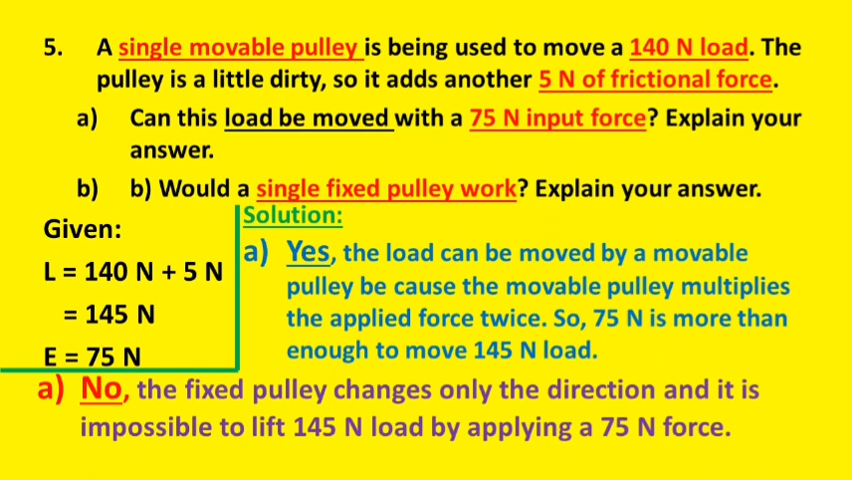 5. A single movable pulley is being used to move a 140 N load. The
pulley is a little dirty, so it adds another 5 N of frictional force.
a) Can this load be moved with a 75 N input force? Explain your
answer.
b) b) Would a single fixed pulley work? Explain your answer.
Given:
L = 140 N + 5 N
= 145 N
E = 75 N
Solution:
a) Yes, the load can be moved by a movable
pulley be cause the movable pulley multiplies
the applied force twice. So, 75 N is more than
enough to move 145 N load.
a) No, the fixed pulley changes only the direction and it is
impossible to lift 145 N load by applying a 75 N force.